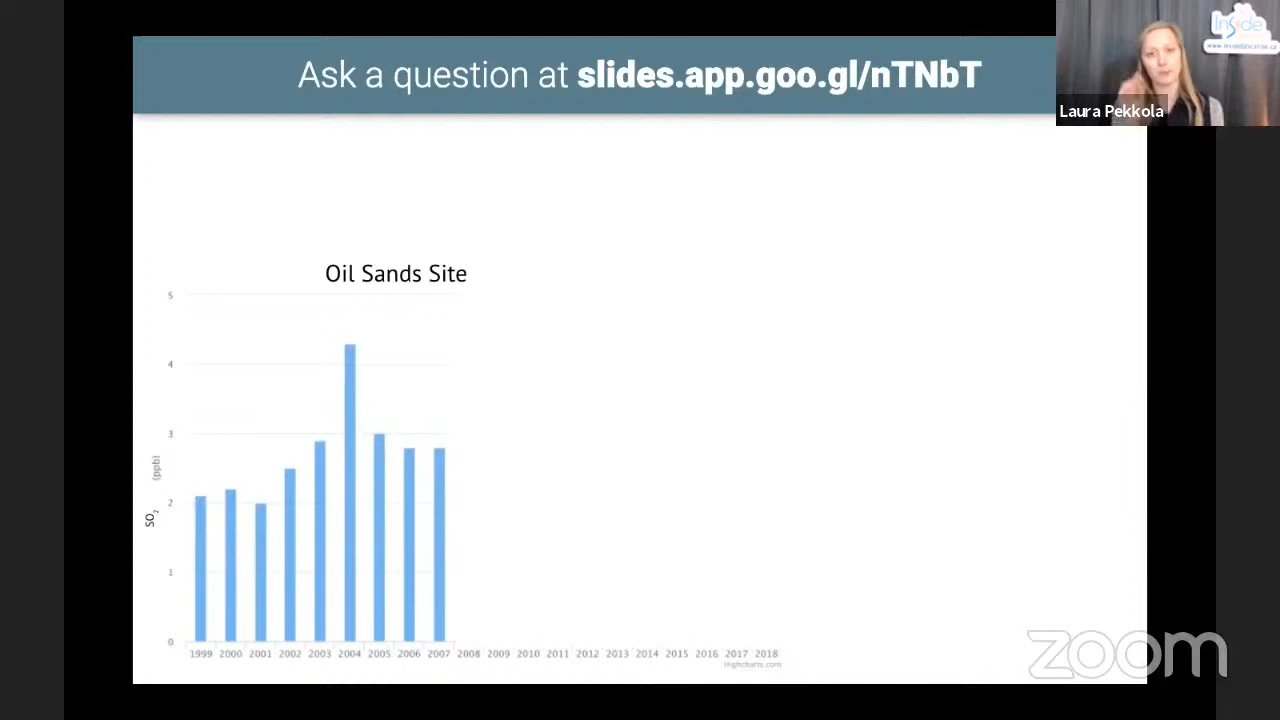 Ask a question at slides.app.goo.gl/nTNbT
Inside
Laura Pekkola
Oil Sands Site
5
4
3
2
1
0
SO2 (ppb)
1999 2000 2001 2002 2003 2004 2005 2006 2007 2008 2009 2010 2011 2012 2013 2014 2015 2016 2017 2018
Highcharts.com
zoom